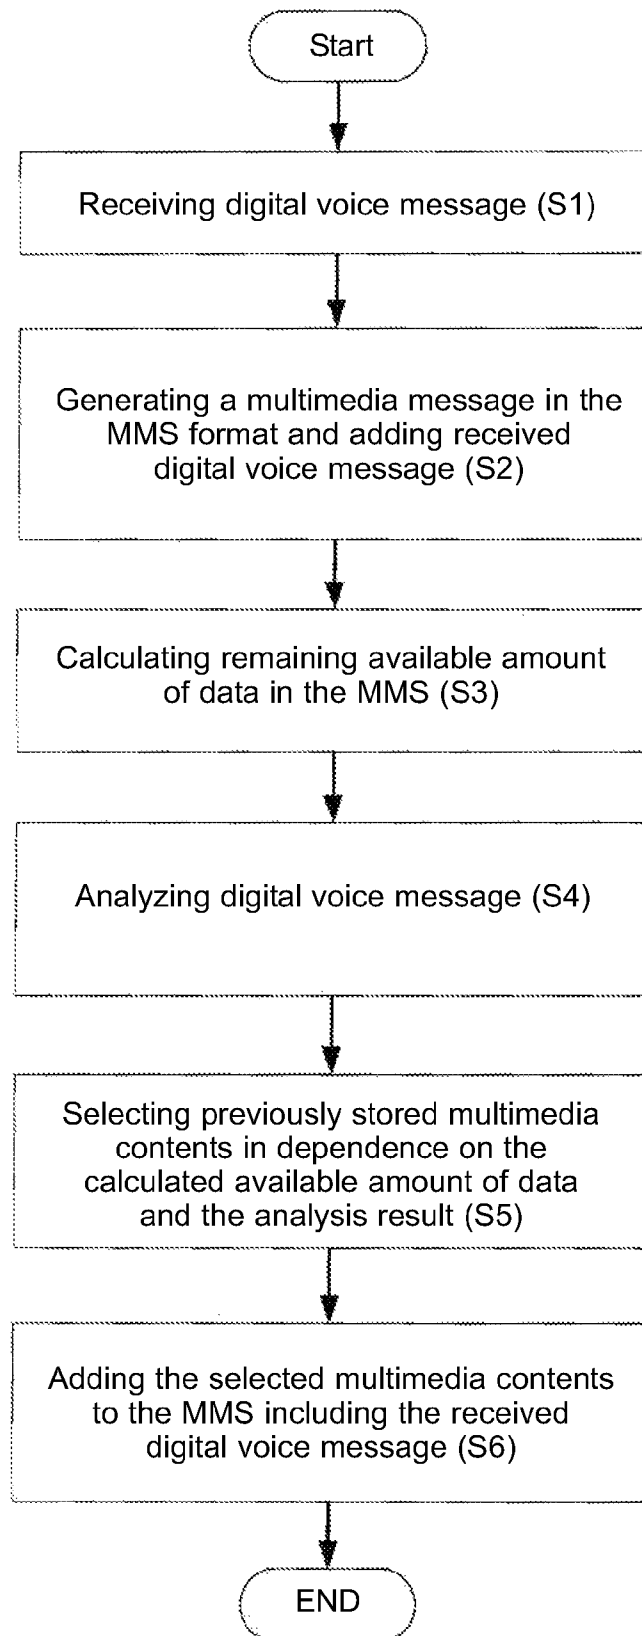 Start
Receiving digital voice message (S1)
Generating a multimedia message in the
MMS format and adding received
digital voice message (S2)
Calculating remaining available amount
of data in the MMS (S3)
Analyzing digital voice message (S4)
Selecting previously stored multimedia
contents in dependence on the
calculated available amount of data
and the analysis result (S5)
Adding the selected multimedia contents
to the MMS including the received
digital voice message (S6)
END